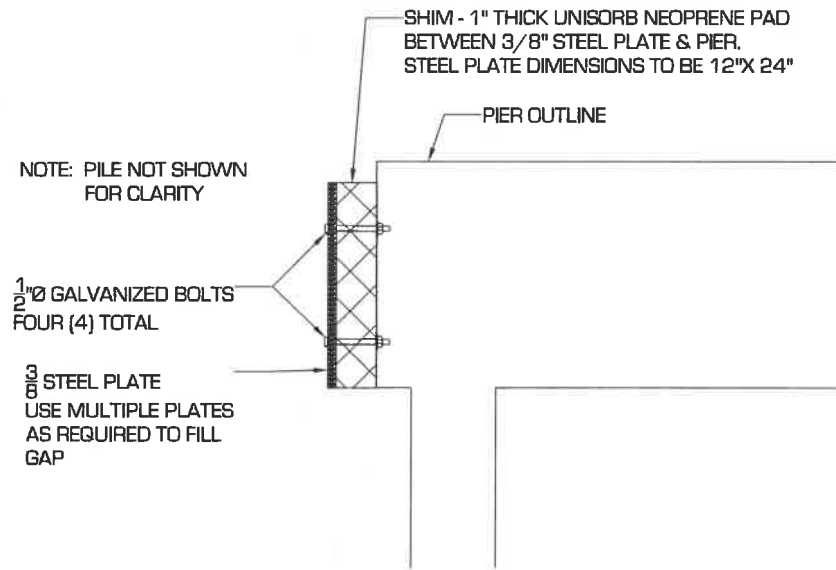 SHIM - 1" THICK UNISORB NEOPRENE PAD
BETWEEN 3/8" STEEL PLATE & PIER.
STEEL PLATE DIMENSIONS TO BE 12"X 24"
PIER OUTLINE
NOTE: PILE NOT SHOWN
FOR CLARITY
1/2"Ø GALVANIZED BOLTS
FOUR (4) TOTAL
3/8 STEEL PLATE
USE MULTIPLE PLATES
AS REQUIRED TO FILL
GAP